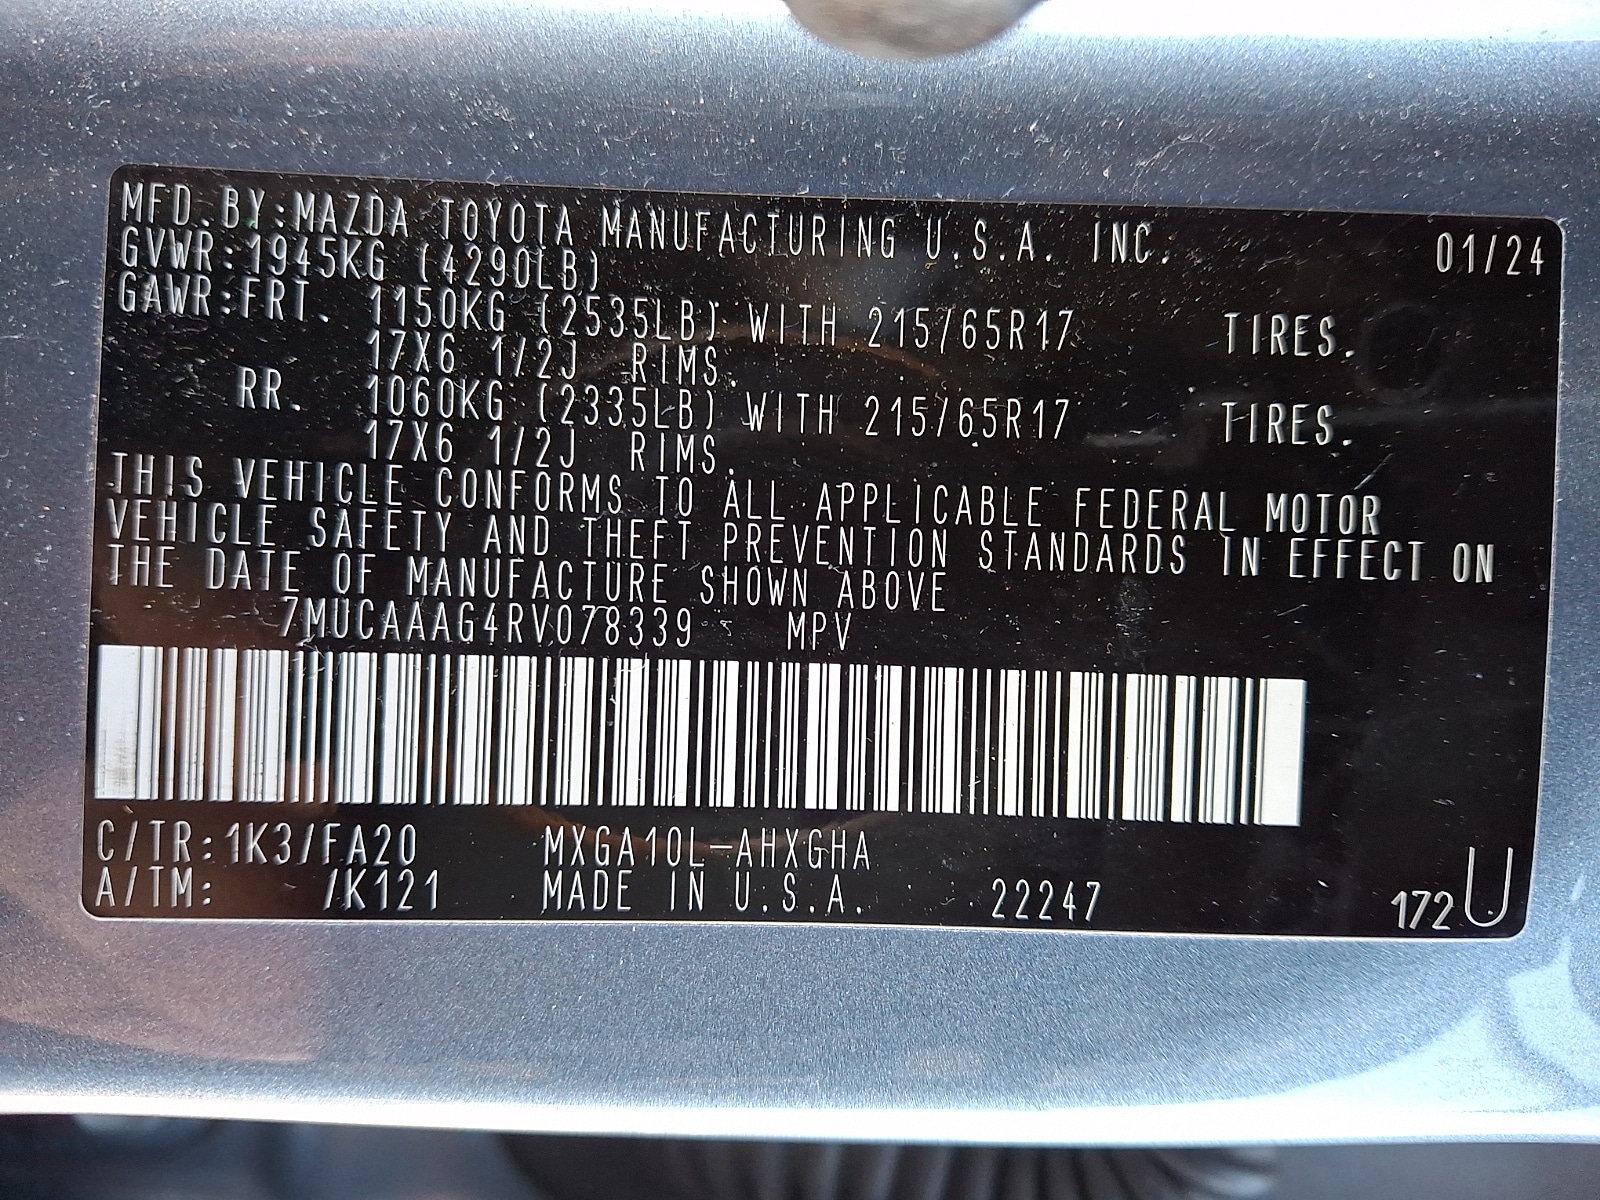 MFD.BY:MAZDA TOYOTA MANUFACTURING U.S.A. INC. 01/24
GVWR:1945KG (4290LB)
GAWR:FRT. 1150KG (2535LB) WITH 215/65R17 TIRES.
17X6 1/2J RIMS.
RR. 1060KG (2335LB) WITH 215/65R17 TIRES.
17X6 1/2J RIMS.
THIS VEHICLE CONFORMS TO ALL APPLICABLE FEDERAL MOTOR
VEHICLE SAFETY AND THEFT PREVENTION STANDARDS IN EFFECT ON
THE DATE OF MANUFACTURE SHOWN ABOVE
7MUCAAAG4RV078339 MPV
C/TR:1K3/FA20 MXGA10L-AHXGHA
A/TM: /K121 MADE IN U.S.A. 22247 172U